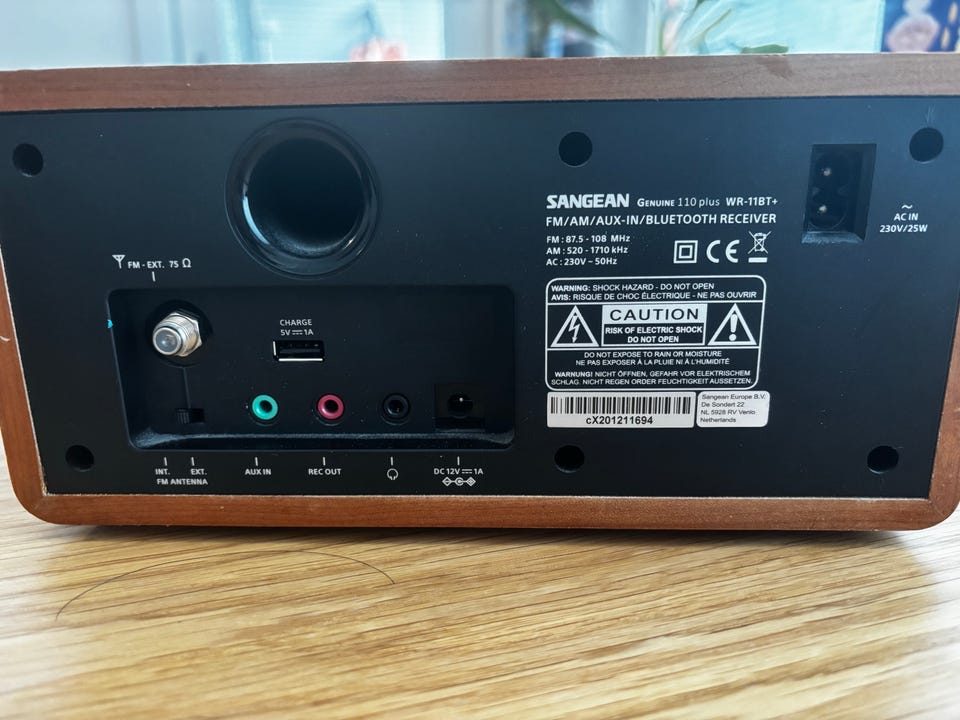 SANGEAN GENUINE 110 plus WR-11BT+
FM/AM/AUX-IN/BLUETOOTH RECEIVER
FM : 87.5 - 108 MHz
AM : 520 - 1710 kHz
AC : 230V ~ 50Hz
CE
~
AC IN
230V/25W
FM - EXT. 75 Ω
CHARGE
5V⎓1A
WARNING: SHOCK HAZARD - DO NOT OPEN
AVIS: RISQUE DE CHOC ÉLECTRIQUE - NE PAS OUVRIR
CAUTION
RISK OF ELECTRIC SHOCK
DO NOT OPEN
DO NOT EXPOSE TO RAIN OR MOISTURE
NE PAS EXPOSER À LA PLUIE NI À L'HUMIDITÉ
WARNUNG! NICHT ÖFFNEN, GEFAHR VOR ELEKTRISCHEM
SCHLAG. NICHT REGEN ODER FEUCHTIGKEIT AUSSETZEN.
cX201211694
Sangean Europe B.V.
De Sondert 22
NL 5928 RV Venlo
Netherlands
INT. EXT.
FM ANTENNA
AUX IN
REC OUT
DC 12V⎓1A